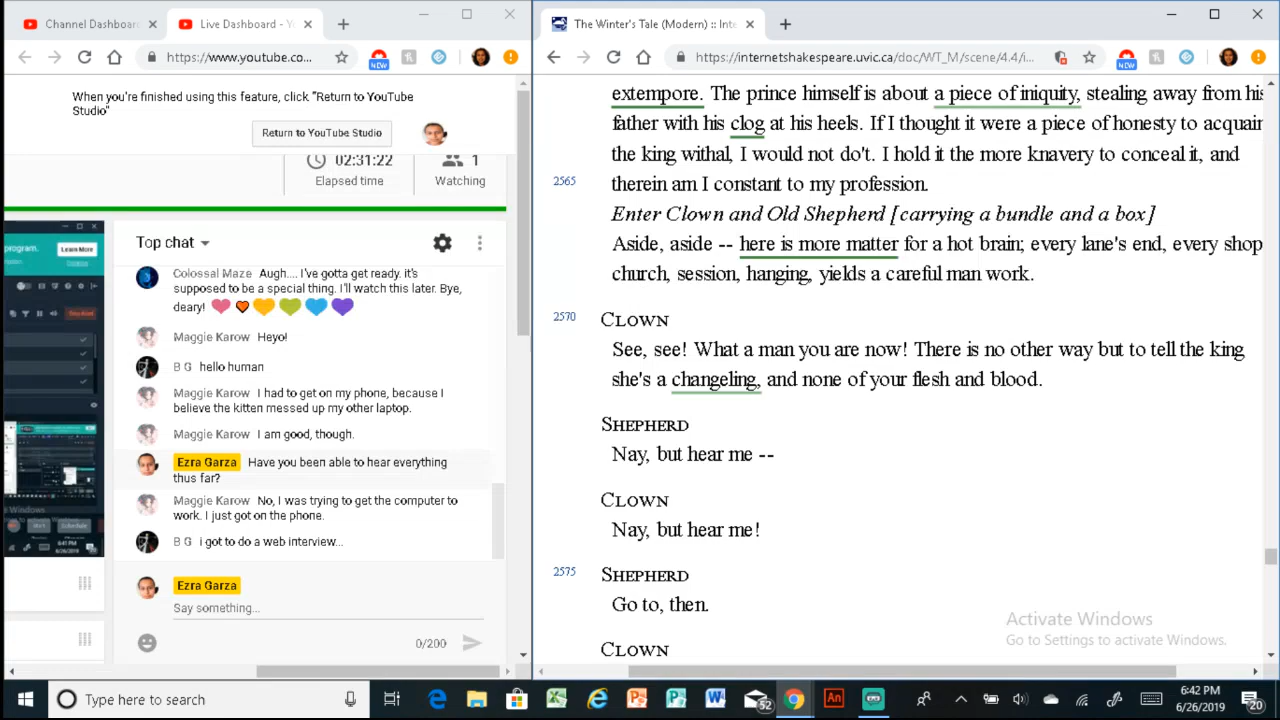 Channel Dashboard
Live Dashboard - Yo
https://www.youtube.co...
NEW
When you're finished using this feature, click "Return to YouTube
Studio"
Return to YouTube Studio
02:31:22
Elapsed time
1
Watching
program.
Learn More
Top chat
Colossal Maze Augh.... I've gotta get ready. it's
supposed to be a special thing. I'll watch this later. Bye,
deary!
Maggie Karow Heyo!
B G hello human
Maggie Karow I had to get on my phone, because I
believe the kitten messed up my other laptop.
Maggie Karow I am good, though.
Ezra Garza Have you been able to hear everything
thus far?
Maggie Karow No, I was trying to get the computer to
work. I just got on the phone.
B G i got to do a web interview...
Ezra Garza
Say something...
0/200
The Winter's Tale (Modern) :: Inte
https://internetshakespeare.uvic.ca/doc/WT_M/scene/4.4/i...
NEW
extempore. The prince himself is about a piece of iniquity, stealing away from his
father with his clog at his heels. If I thought it were a piece of honesty to acquain
the king withal, I would not do't. I hold it the more knavery to conceal it, and
2565 therein am I constant to my profession.
Enter Clown and Old Shepherd [carrying a bundle and a box]
Aside, aside -- here is more matter for a hot brain; every lane's end, every shop
church, session, hanging, yields a careful man work.
2570 CLOWN
See, see! What a man you are now! There is no other way but to tell the king
she's a changeling, and none of your flesh and blood.
SHEPHERD
Nay, but hear me --
CLOWN
Nay, but hear me!
2575 SHEPHERD
Go to, then.
CLOWN
Activate Windows
Go to Settings to activate Windows.
Type here to search
52
An
6:42 PM
6/26/2019
20